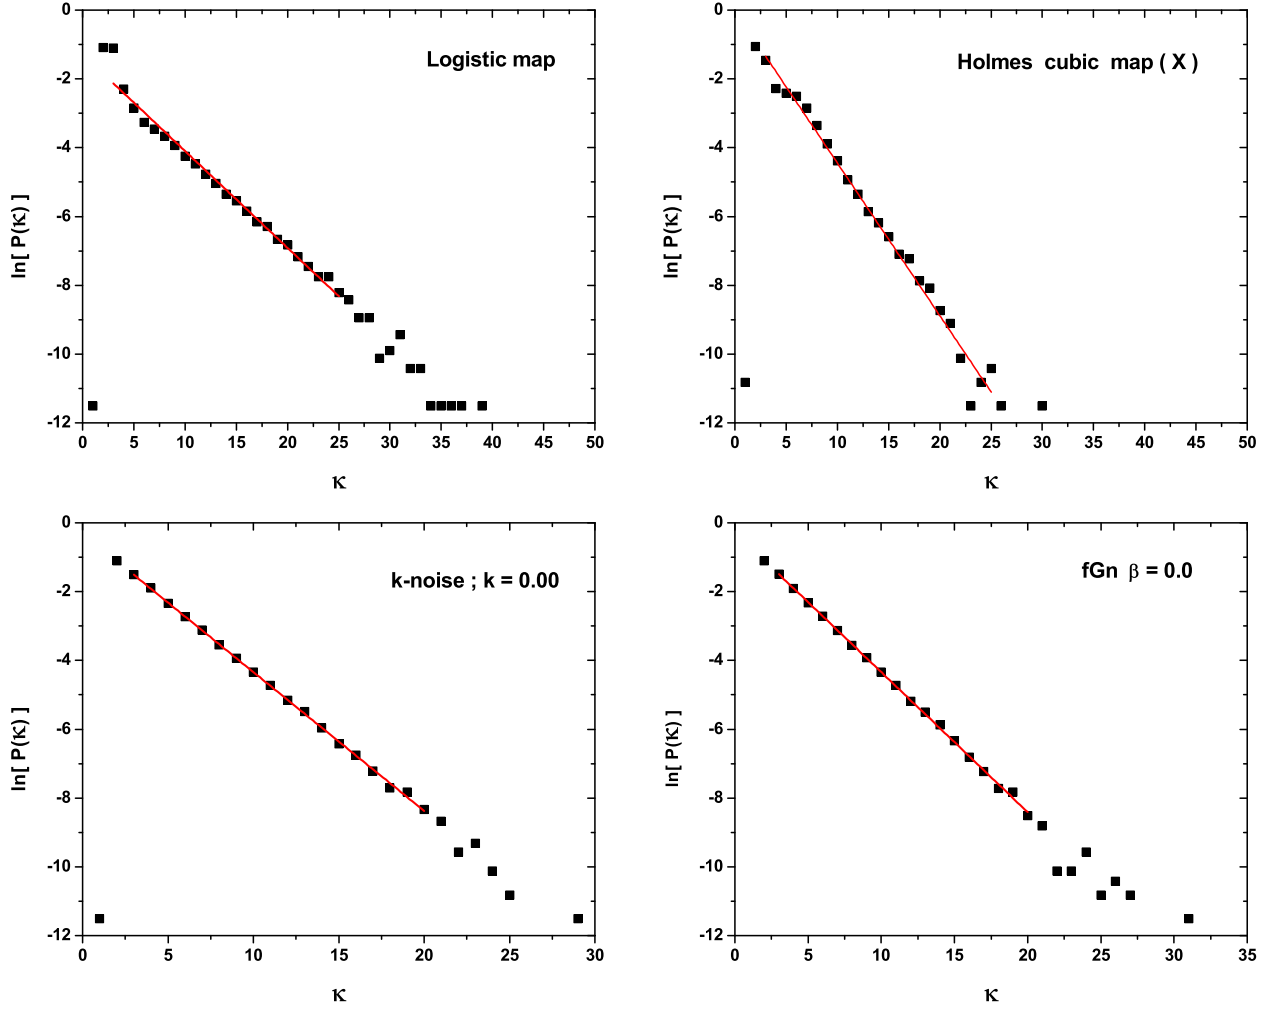 0
-2
-4
-6
-8
-10
-12
0 5 10 15 20 25 30 35 40 45 50
ln[ P(κ) ]
κ
Logistic map
0
-2
-4
-6
-8
-10
-12
0 5 10 15 20 25 30 35 40 45 50
ln[ P(κ) ]
κ
Holmes cubic map ( X )
0
-2
-4
-6
-8
-10
-12
0 5 10 15 20 25 30
ln[ P(κ) ]
κ
k-noise ; k = 0.00
0
-2
-4
-6
-8
-10
-12
0 5 10 15 20 25 30 35
ln[ P(κ) ]
κ
fGn β = 0.0